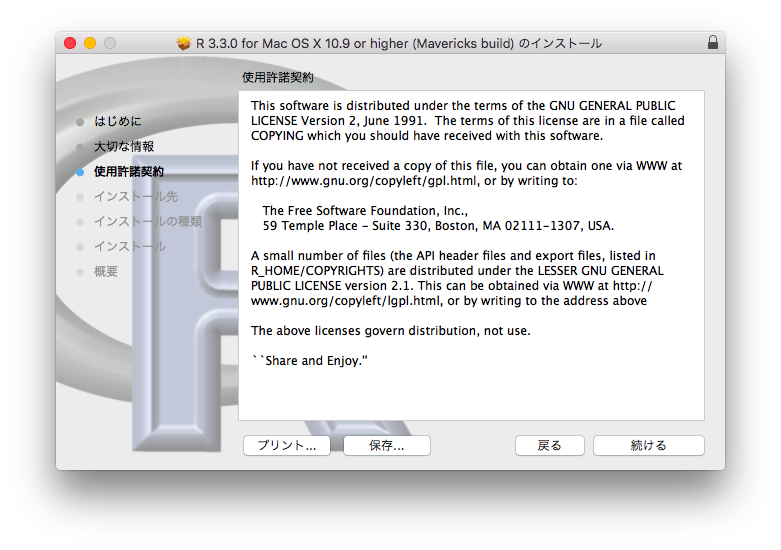 R 3.3.0 for Mac OS X 10.9 or higher (Mavericks build) のインストール
使用許諾契約
はじめに
大切な情報
使用許諾契約
インストール先
インストールの種類
インストール
概要
This software is distributed under the terms of the GNU GENERAL PUBLIC
LICENSE Version 2, June 1991.  The terms of this license are in a file called
COPYING which you should have received with this software.
If you have not received a copy of this file, you can obtain one via WWW at
http://www.gnu.org/copyleft/gpl.html, or by writing to:
The Free Software Foundation, Inc.,
59 Temple Place – Suite 330, Boston, MA 02111-1307, USA.
A small number of files (the API header files and export files, listed in
R_HOME/COPYRIGHTS) are distributed under the LESSER GNU GENERAL
PUBLIC LICENSE version 2.1. This can be obtained via WWW at http://
www.gnu.org/copyleft/lgpl.html, or by writing to the address above
The above licenses govern distribution, not use.
``Share and Enjoy.''
プリント...
保存...
戻る
続ける